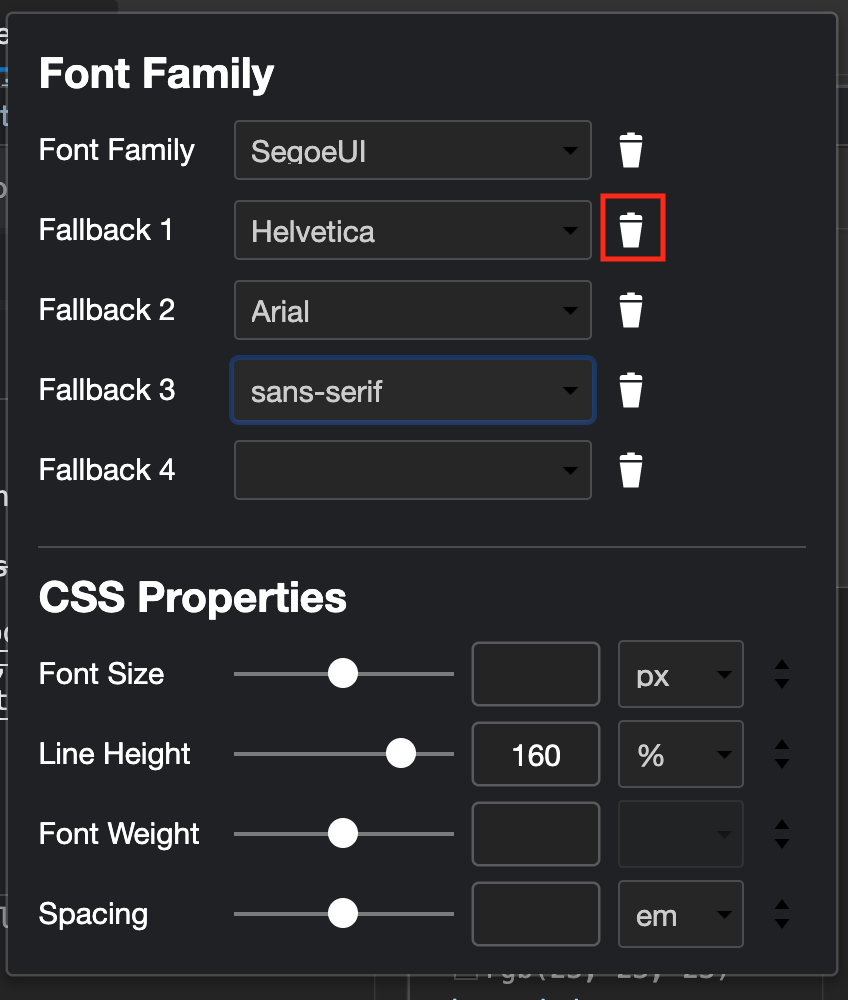 Font Family
Font Family SegoeUI
Fallback 1 Helvetica
Fallback 2 Arial
Fallback 3 sans-serif
Fallback 4
CSS Properties
Font Size px
Line Height 160 %
Font Weight
Spacing em